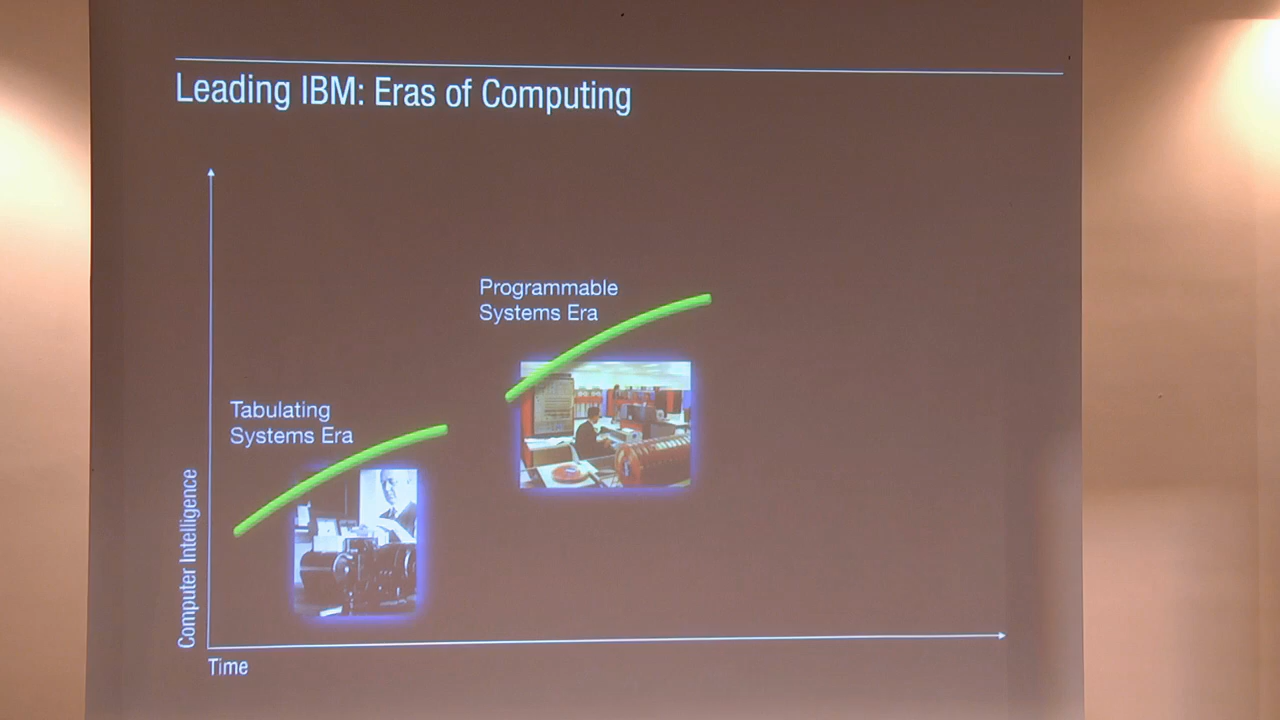 Leading IBM: Eras of Computing
Programmable
Systems Era
Tabulating
Systems Era
Computer Intelligence
Time